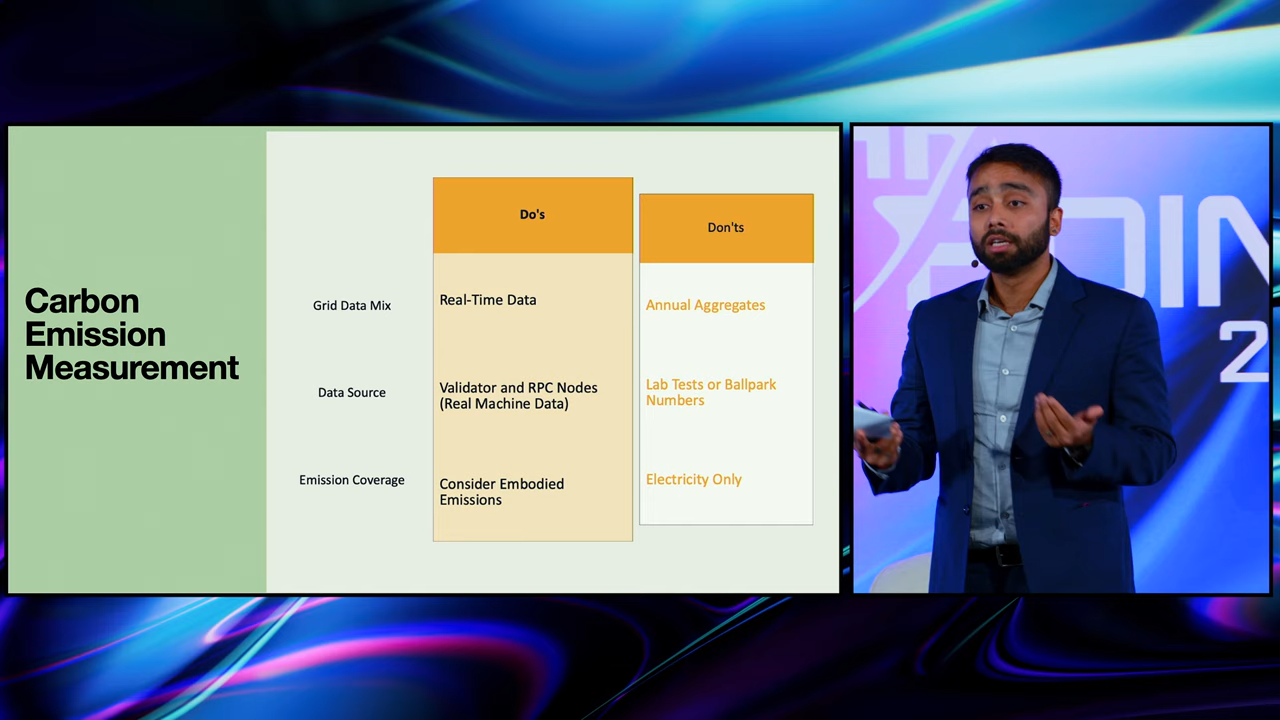 Carbon
Emission
Measurement
Do's
Don'ts
Grid Data Mix
Real-Time Data
Annual Aggregates
Data Source
Validator and RPC Nodes
(Real Machine Data)
Lab Tests or Ballpark
Numbers
Emission Coverage
Consider Embodied
Emissions
Electricity Only
2